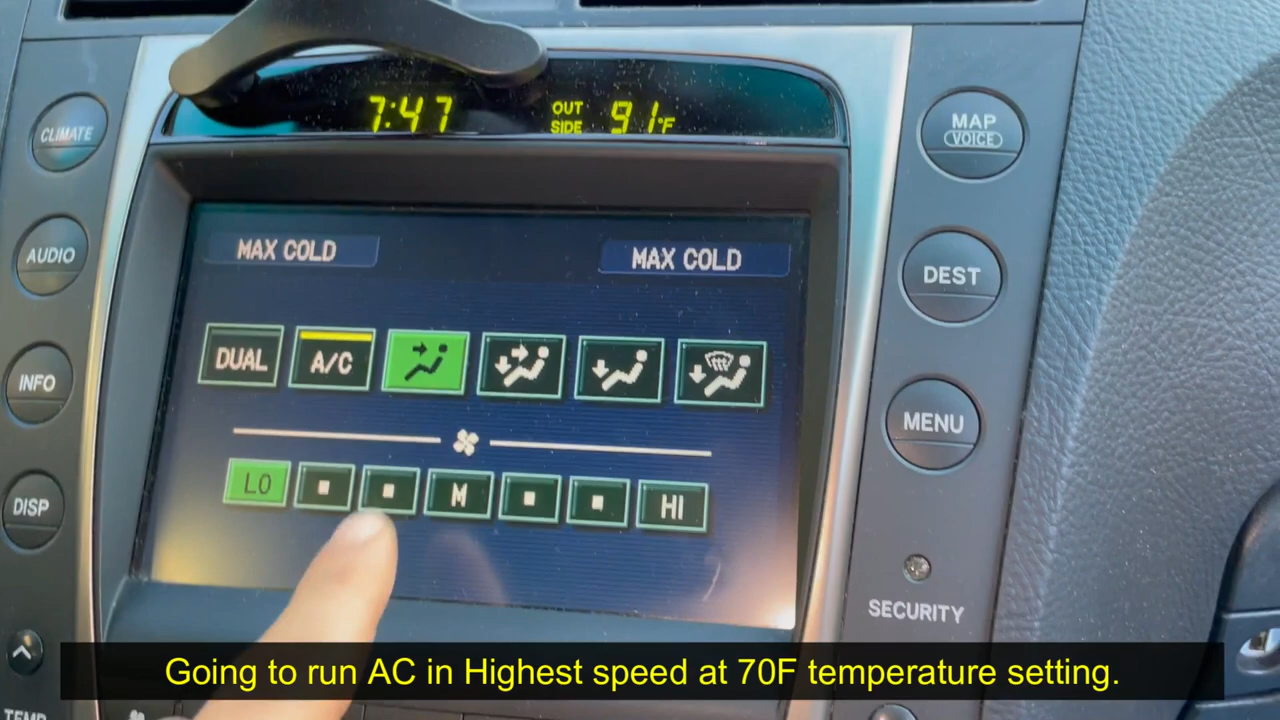 7:47
OUT SIDE 91°F
CLIMATE
AUDIO
INFO
DISP
TEMP
MAX COLD
MAX COLD
DUAL
A/C
LO
M
HI
MAP
VOICE
DEST
MENU
SECURITY
Going to run AC in Highest speed at 70F temperature setting.